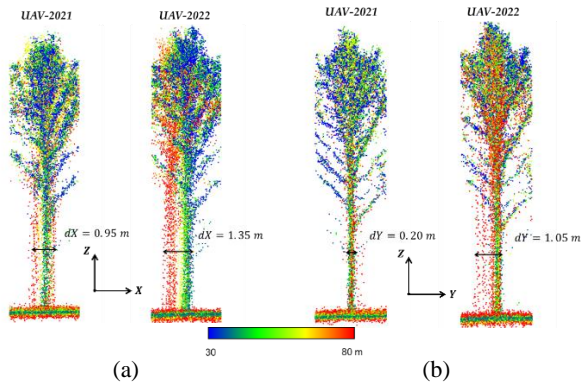 UAV-2021 UAV-2022 UAV-2021 UAV-2022
dX = 0.95 m dX = 1.35 m dY = 0.20 m dY = 1.05 m
Z Z
X Y
30 80 m
(a) (b)